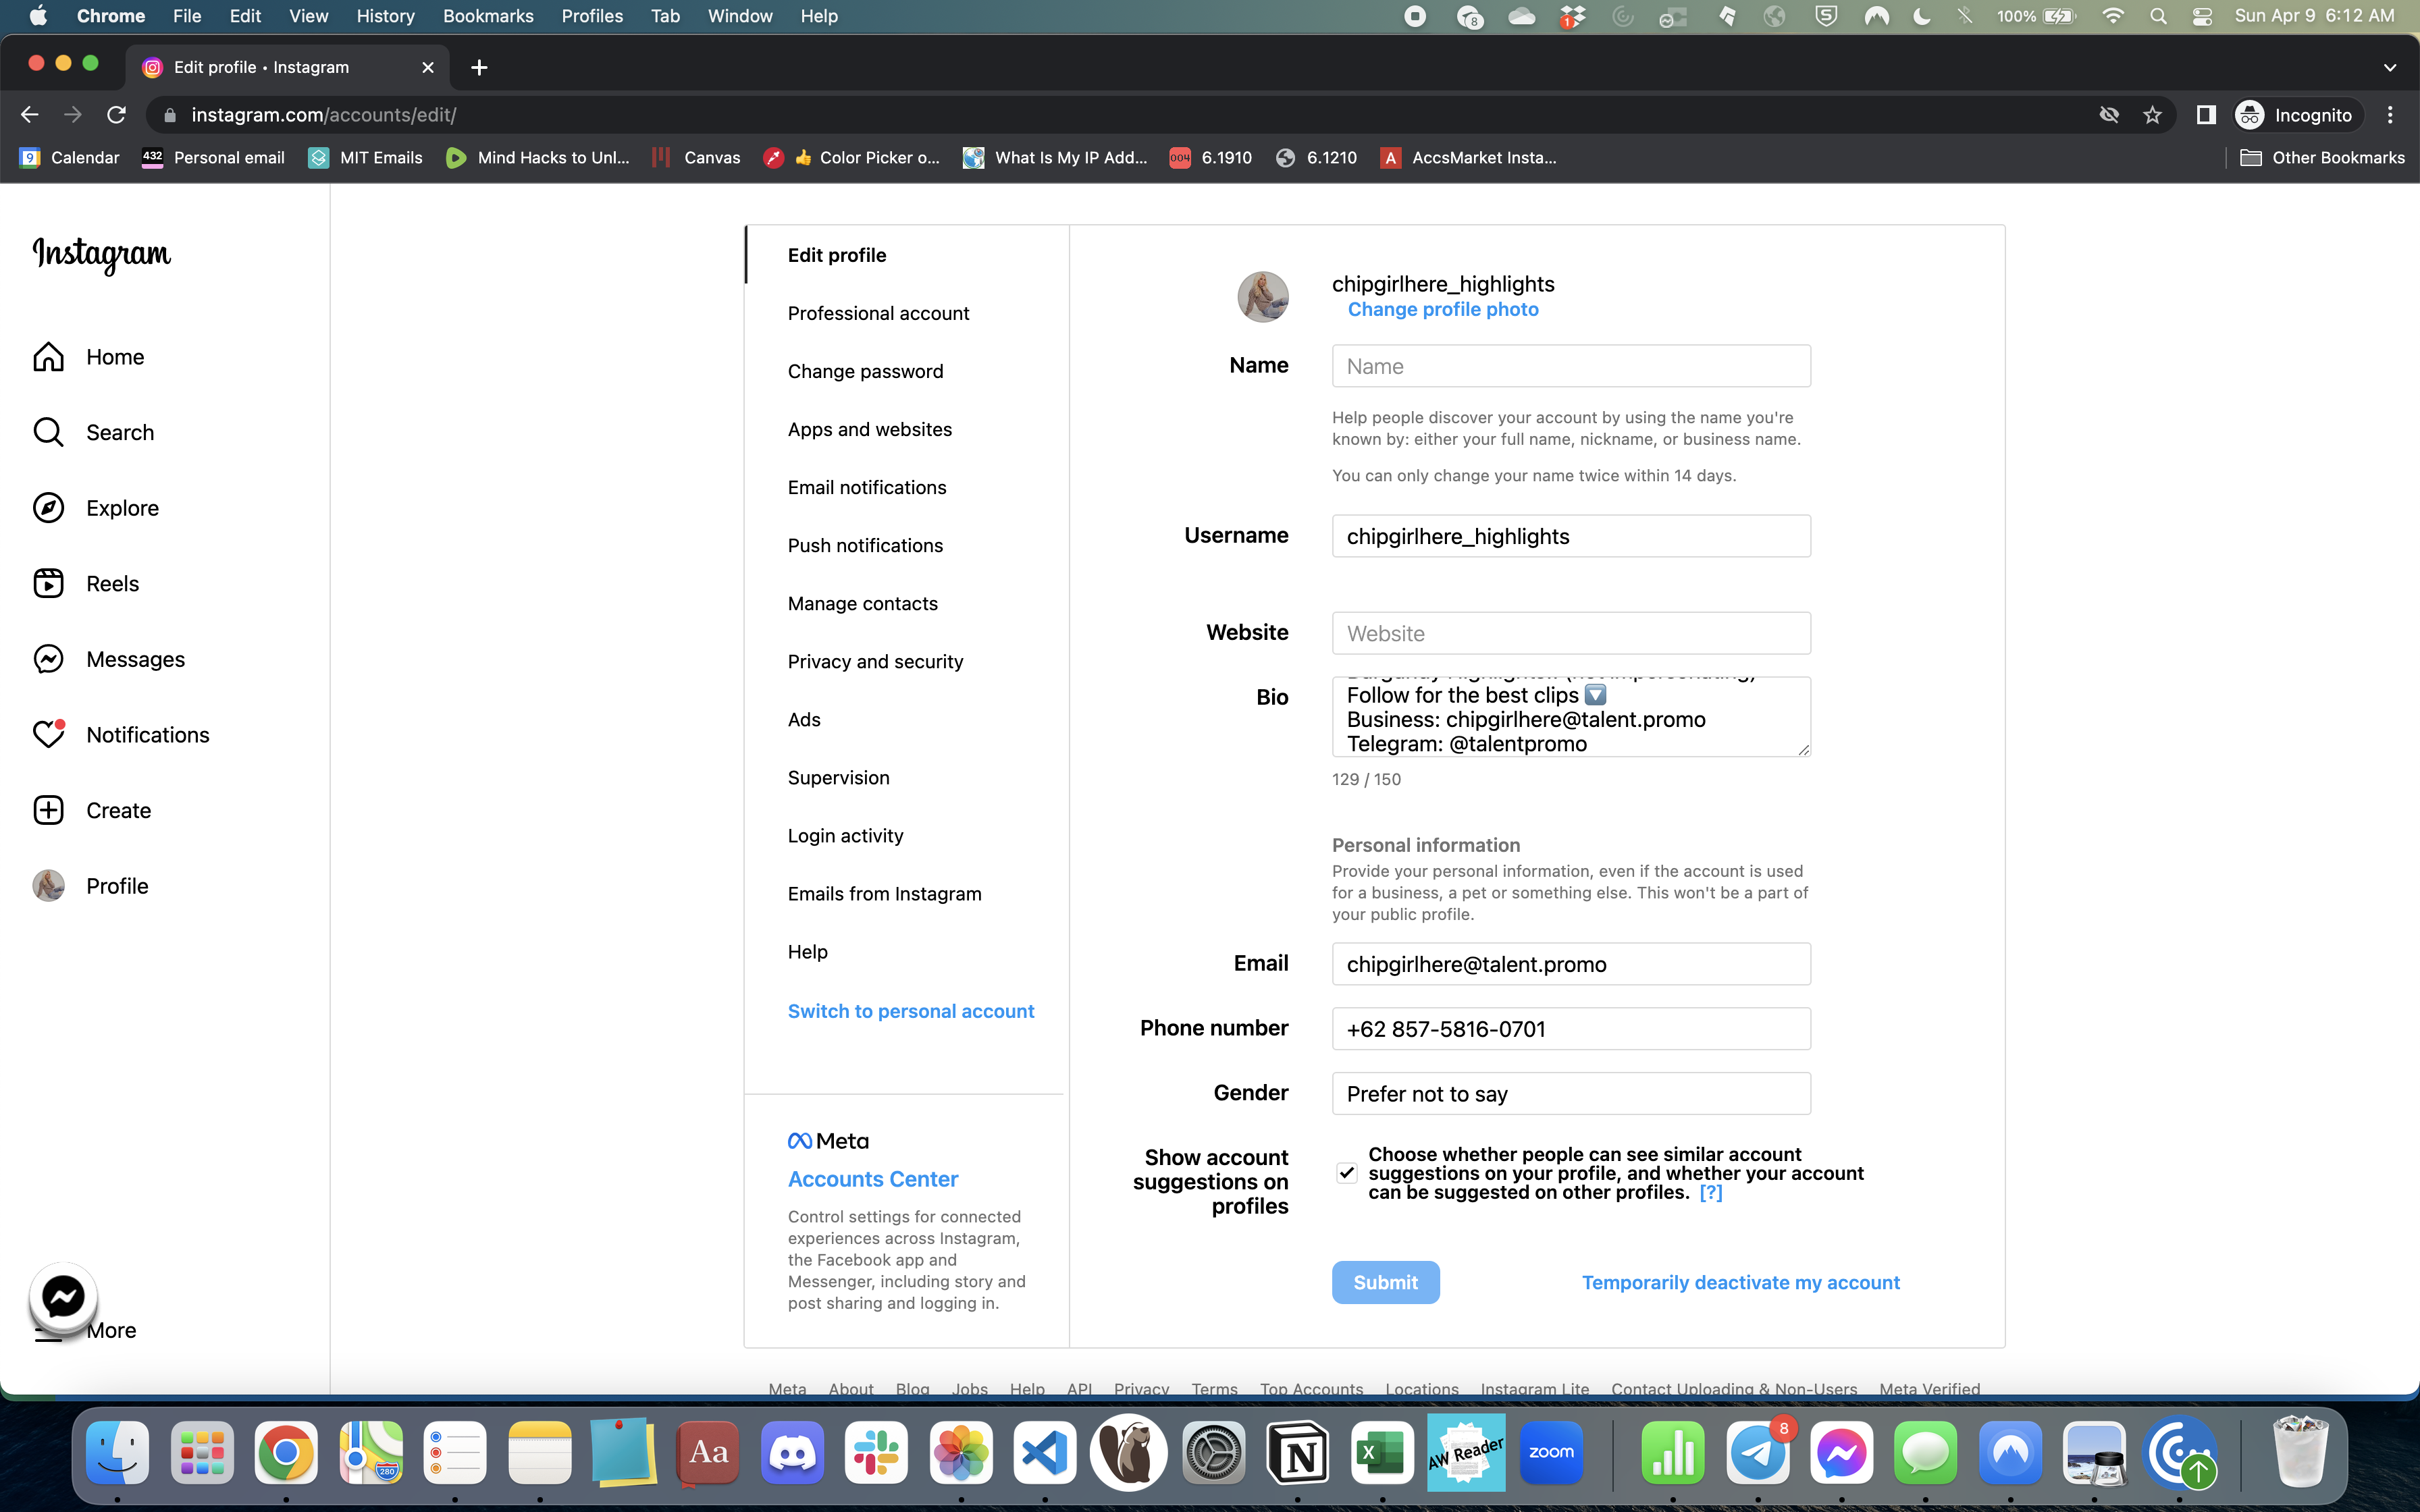 Chrome File Edit View History Bookmarks Profiles Tab Window Help
8 1 100% Sun Apr 9 6:12 AM
Edit profile • Instagram
instagram.com/accounts/edit/
Incognito
9 Calendar
432 Personal email
MIT Emails
Mind Hacks to Unl...
Canvas
👍 Color Picker o...
What Is My IP Add...
004 6.1910
6.1210
A AccsMarket Insta...
Other Bookmarks
Instagram
Home
Search
Explore
Reels
Messages
Notifications
Create
Profile
More
Edit profile
Professional account
Change password
Apps and websites
Email notifications
Push notifications
Manage contacts
Privacy and security
Ads
Supervision
Login activity
Emails from Instagram
Help
Switch to personal account
Meta
Accounts Center
Control settings for connected
experiences across Instagram,
the Facebook app and
Messenger, including story and
post sharing and logging in.
chipgirlhere_highlights
Change profile photo
Name
Name
Help people discover your account by using the name you're
known by: either your full name, nickname, or business name.
You can only change your name twice within 14 days.
Username
chipgirlhere_highlights
Website
Website
Bio
Follow for the best clips 🔽
Business: chipgirlhere@talent.promo
Telegram: @talentpromo
129 / 150
Personal information
Provide your personal information, even if the account is used
for a business, a pet or something else. This won't be a part of
your public profile.
Email
chipgirlhere@talent.promo
Phone number
+62 857-5816-0701
Gender
Prefer not to say
Show account
suggestions on
profiles
Choose whether people can see similar account
suggestions on your profile, and whether your account
can be suggested on other profiles. [?]
Submit
Temporarily deactivate my account
Meta About Blog Jobs Help API Privacy Terms Top Accounts Locations Instagram Lite Contact Uploading & Non-Users Meta Verified
280 Aa N X AW Reader zoom 8